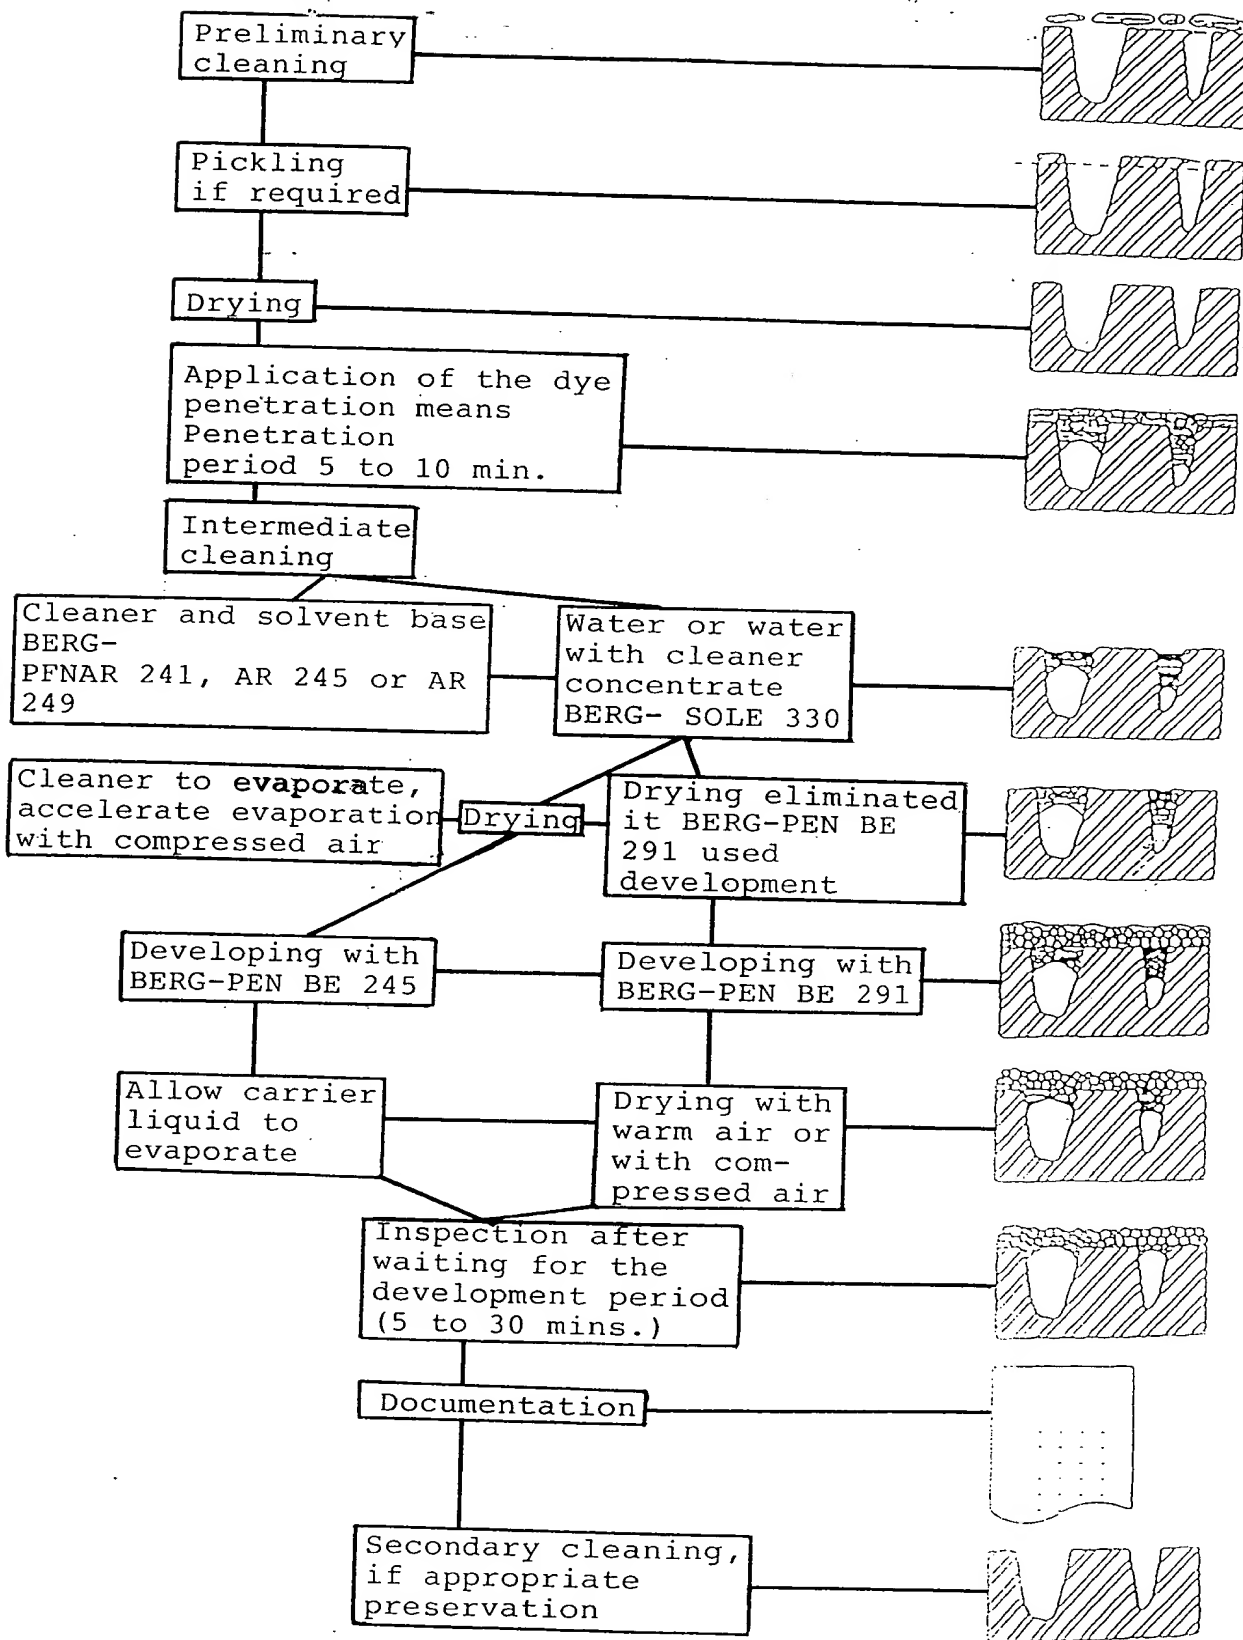 Preliminary
cleaning
Pickling
if required
Drying
Application of the dye
penetration means
Penetration
period 5 to 10 min.
Intermediate
cleaning
Cleaner and solvent base
BERG-
PFNAR 241, AR 245 or AR
249
Water or water
with cleaner
concentrate
BERG- SOLE 330
Cleaner to evaporate,
accelerate evaporation
with compressed air
Drying
Drying eliminated
it BERG-PEN BE
291 used
development
Developing with
BERG-PEN BE 245
Developing with
BERG-PEN BE 291
Allow carrier
liquid to
evaporate
Drying with
warm air or
with com-
pressed air
Inspection after
waiting for the
development period
(5 to 30 mins.)
Documentation
Secondary cleaning,
if appropriate
preservation